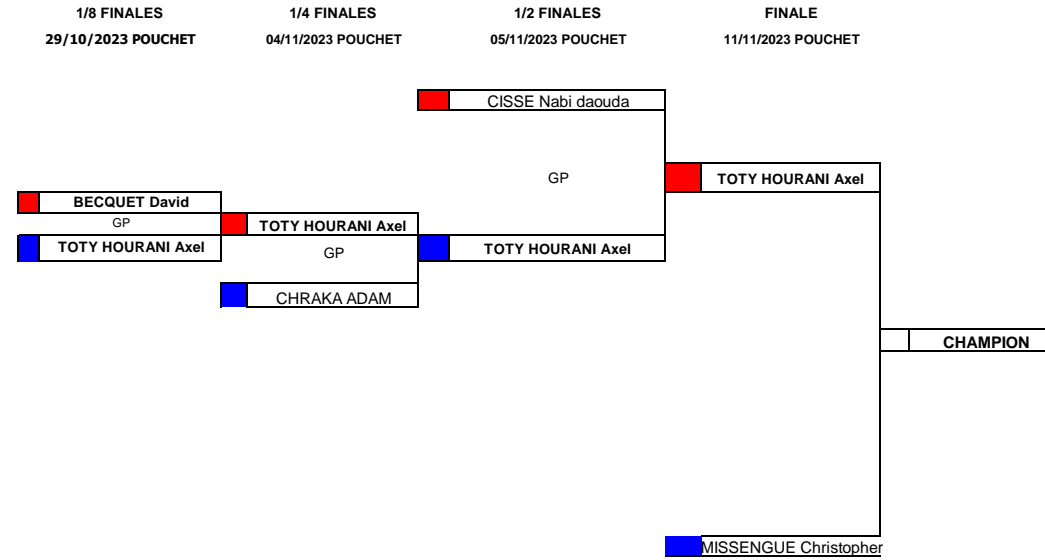 1/8 FINALES 1/4 FINALES 1/2 FINALES FINALE
29/10/2023 POUCHET 04/11/2023 POUCHET 05/11/2023 POUCHET 11/11/2023 POUCHET
CISSE Nabi daouda
GP TOTY HOURANI Axel
BECQUET David
GP TOTY HOURANI Axel
TOTY HOURANI Axel GP TOTY HOURANI Axel
CHRAKA ADAM
CHAMPION
MISSENGUE Christopher